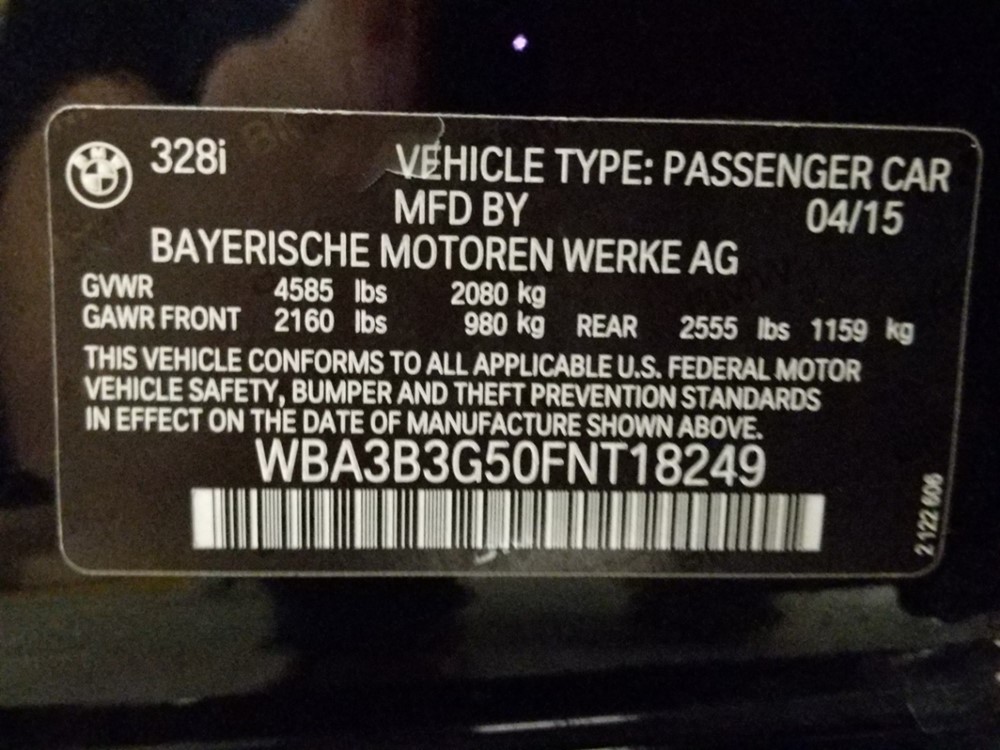 328i VEHICLE TYPE: PASSENGER CAR
MFD BY 04/15
BAYERISCHE MOTOREN WERKE AG
GVWR 4585 lbs 2080 kg
GAWR FRONT 2160 lbs 980 kg REAR 2555 lbs 1159 kg
THIS VEHICLE CONFORMS TO ALL APPLICABLE U.S. FEDERAL MOTOR
VEHICLE SAFETY, BUMPER AND THEFT PREVENTION STANDARDS
IN EFFECT ON THE DATE OF MANUFACTURE SHOWN ABOVE.
WBA3B3G50FNT18249
2 122 606